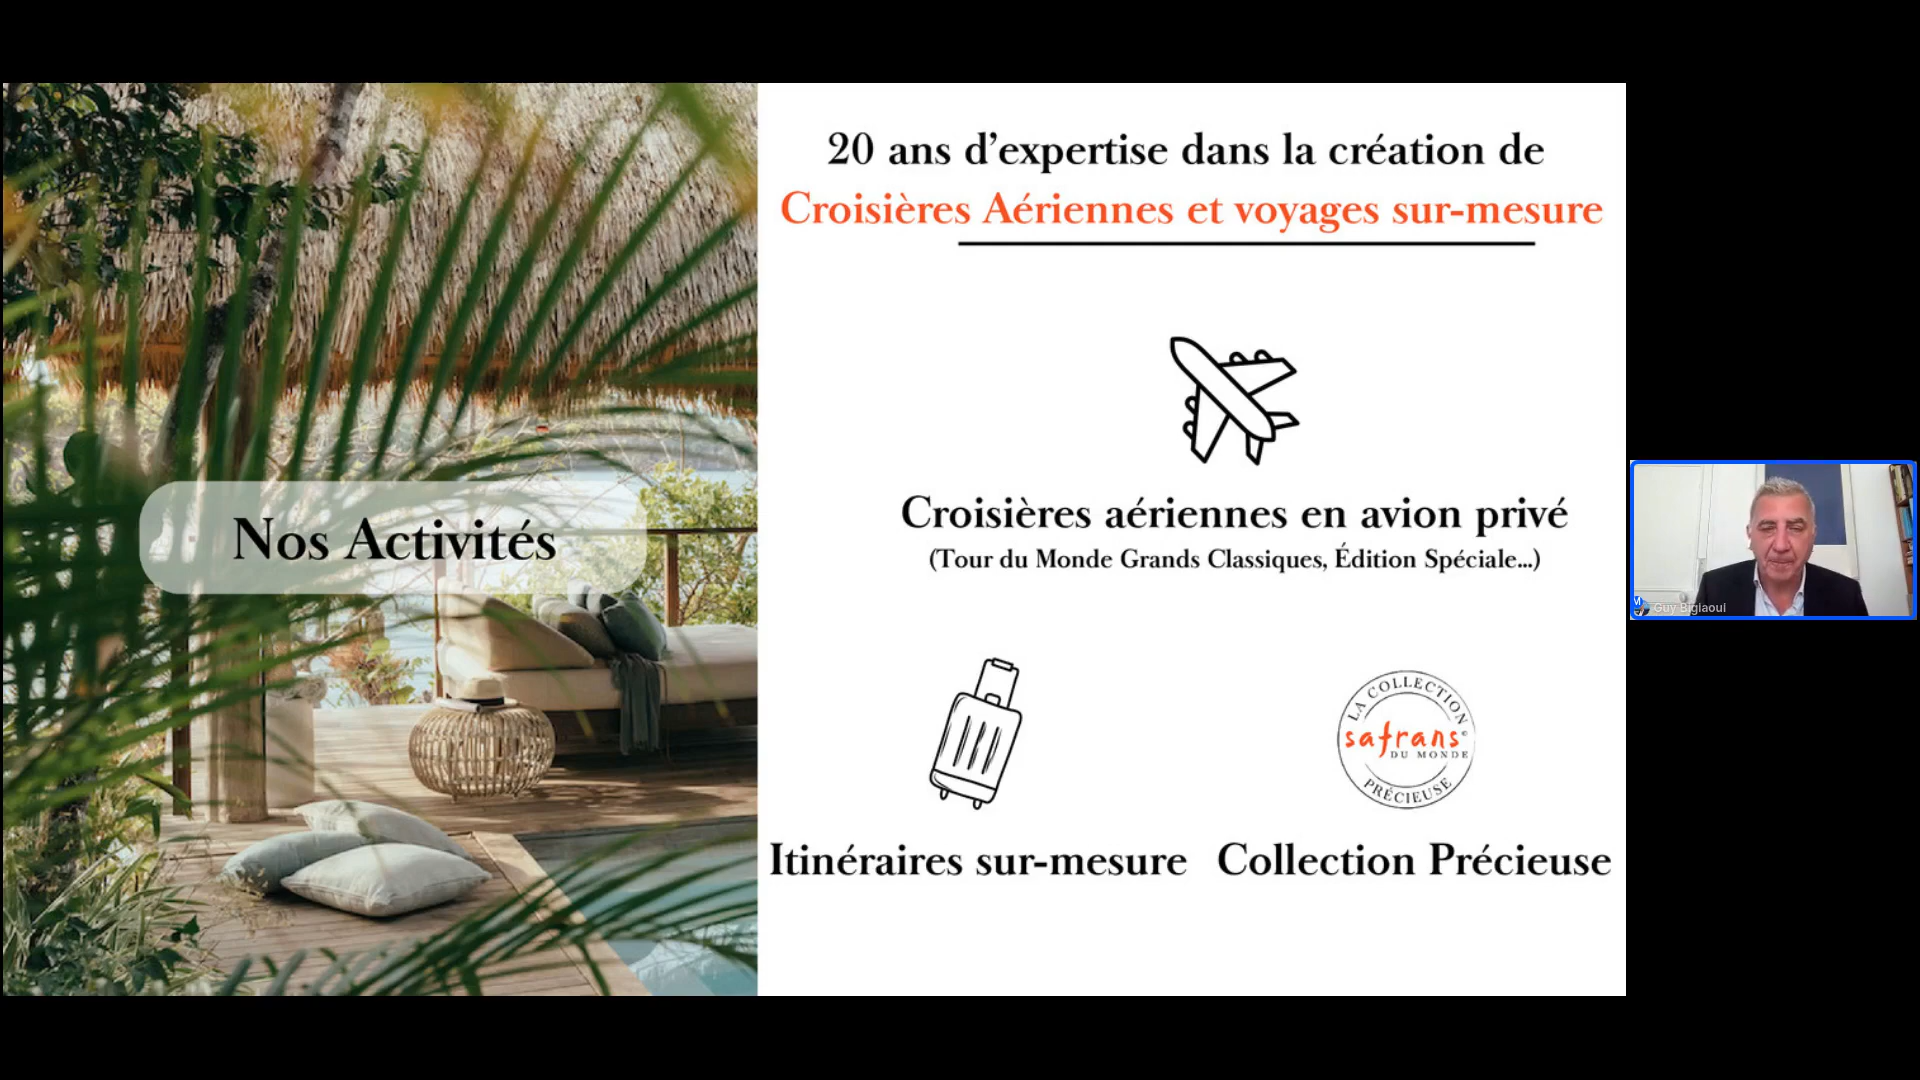 Nos Activités
20 ans d’expertise dans la création de
Croisières Aériennes et voyages sur-mesure
Croisières aériennes en avion privé
(Tour du Monde Grands Classiques, Édition Spéciale...)
Itinéraires sur-mesure
LA COLLECTION
safrans©
DU MONDE
PRÉCIEUSE
Collection Précieuse
M
Guy Bigiaoui